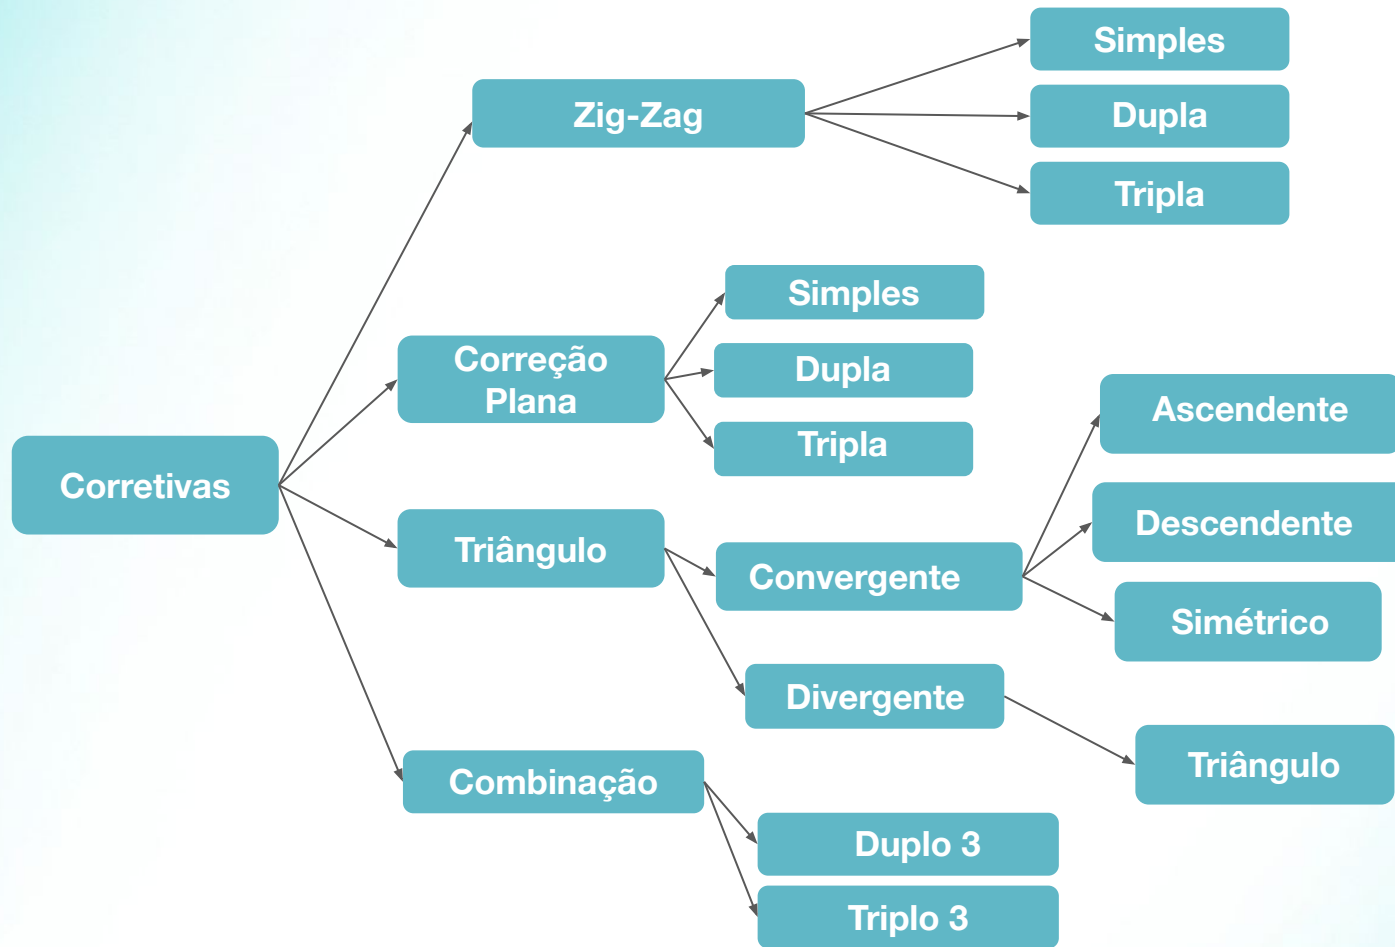 Simples
Zig-Zag
Dupla
Tripla
Simples
Correção
Plana
Dupla
Tripla
Ascendente
Corretivas
Descendente
Triângulo
Convergente
Simétrico
Divergente
Triângulo
Combinação
Duplo 3
Triplo 3